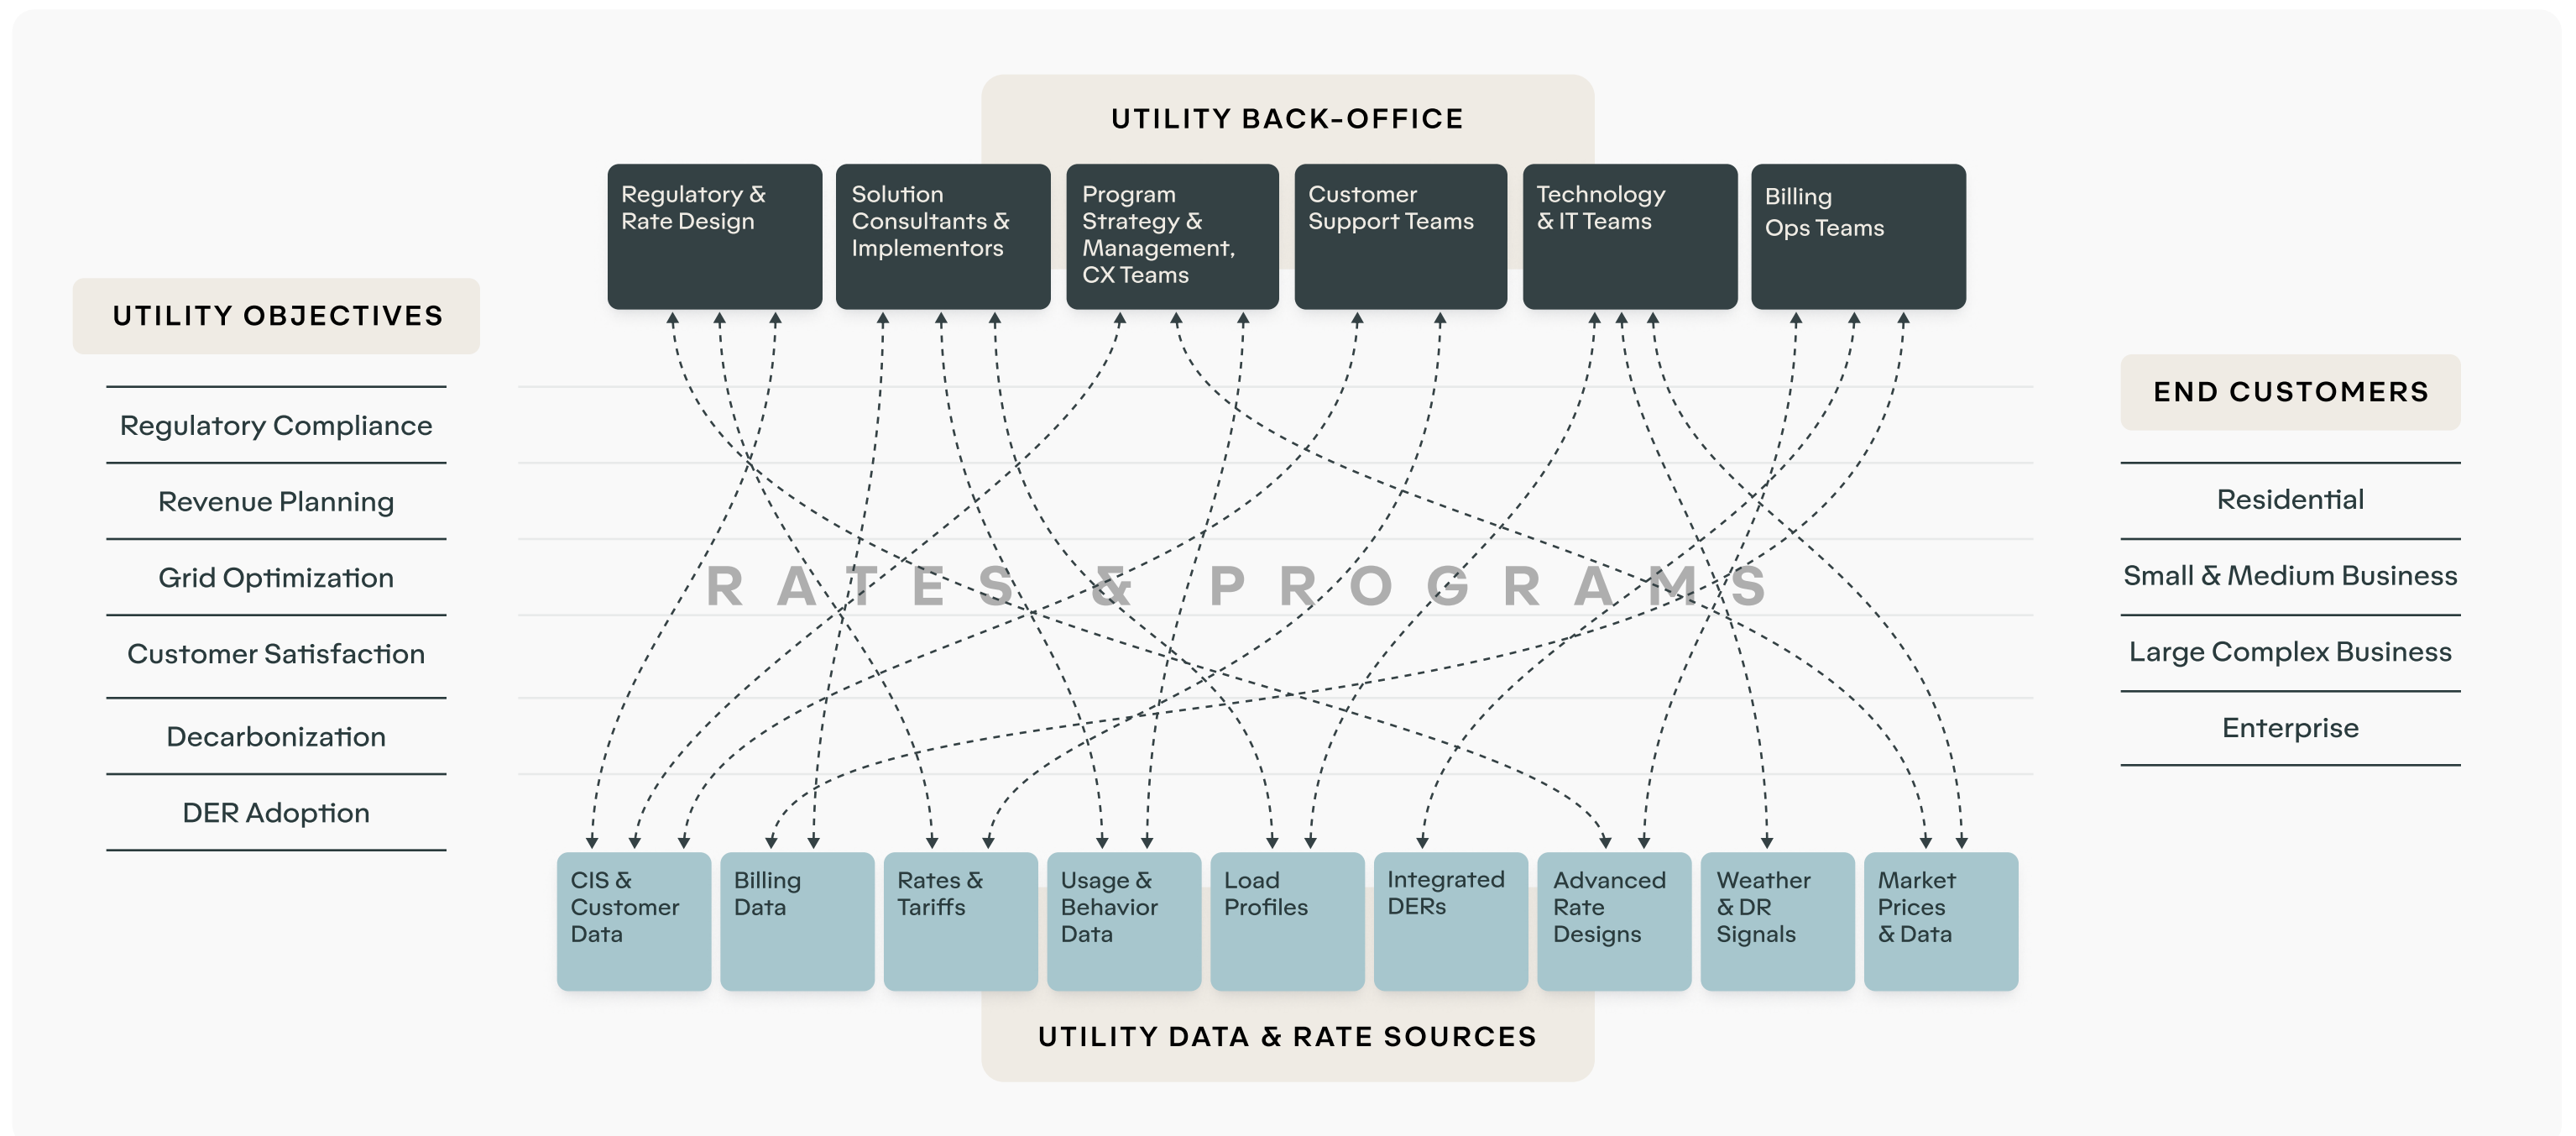 UTILITY BACK-OFFICE
Regulatory &
Rate Design
Solution
Consultants &
Implementors
Program
Strategy &
Management,
CX Teams
Customer
Support Teams
Technology
& IT Teams
Billing
Ops Teams
UTILITY OBJECTIVES
Regulatory Compliance
Revenue Planning
Grid Optimization
Customer Satisfaction
Decarbonization
DER Adoption
RATES & PROGRAMS
END CUSTOMERS
Residential
Small & Medium Business
Large Complex Business
Enterprise
CIS &
Customer
Data
Billing
Data
Rates &
Tariffs
Usage &
Behavior
Data
Load
Profiles
Integrated
DERs
Advanced
Rate
Designs
Weather
& DR
Signals
Market
Prices
& Data
UTILITY DATA & RATE SOURCES